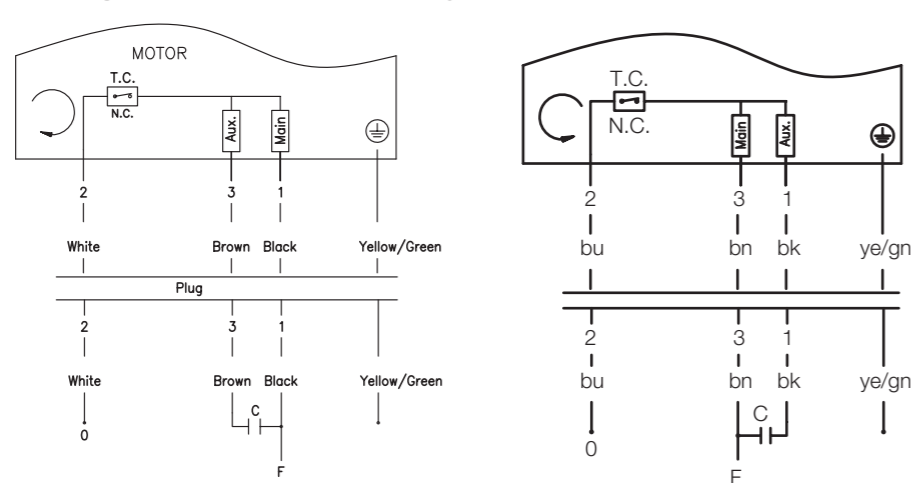 MOTOR
T.C.
N.C.
Aux.
Main
2 3 1
White Brown Black Yellow/Green
Plug
2 3 1
White Brown Black Yellow/Green
C
0
F
T.C.
N.C.
Main
Aux.
2 3 1
bu bn bk ye/gn
2 3 1
bu bn bk ye/gn
C
0
F